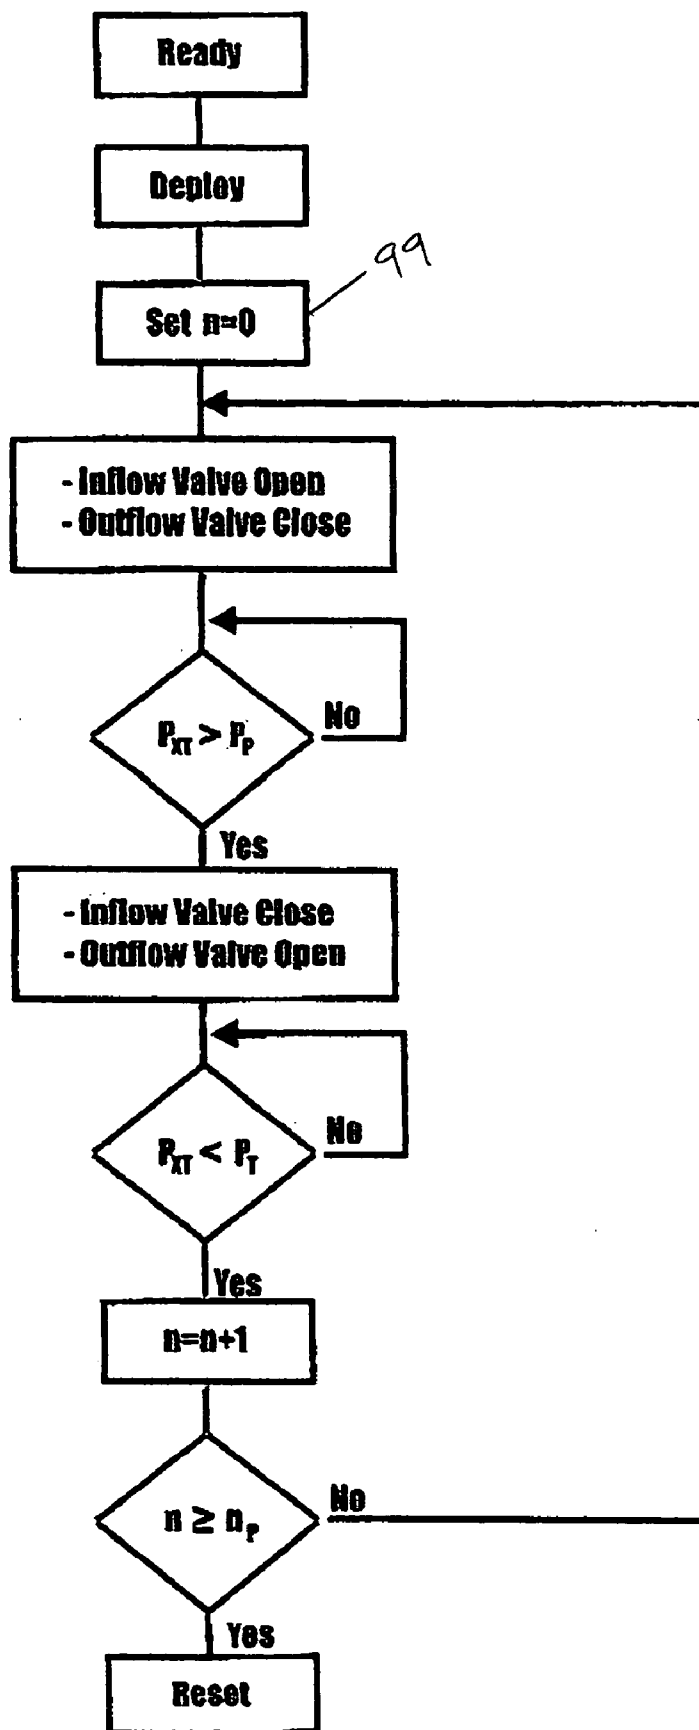 Ready
Deploy
99
Set n=0
- Inflow Valve Open
- Outflow Valve Close
P_XT > P_P
No
Yes
- Inflow Valve Close
- Outflow Valve Open
P_XT < P_T
No
Yes
n=n+1
n ≥ n_P
No
Yes
Reset